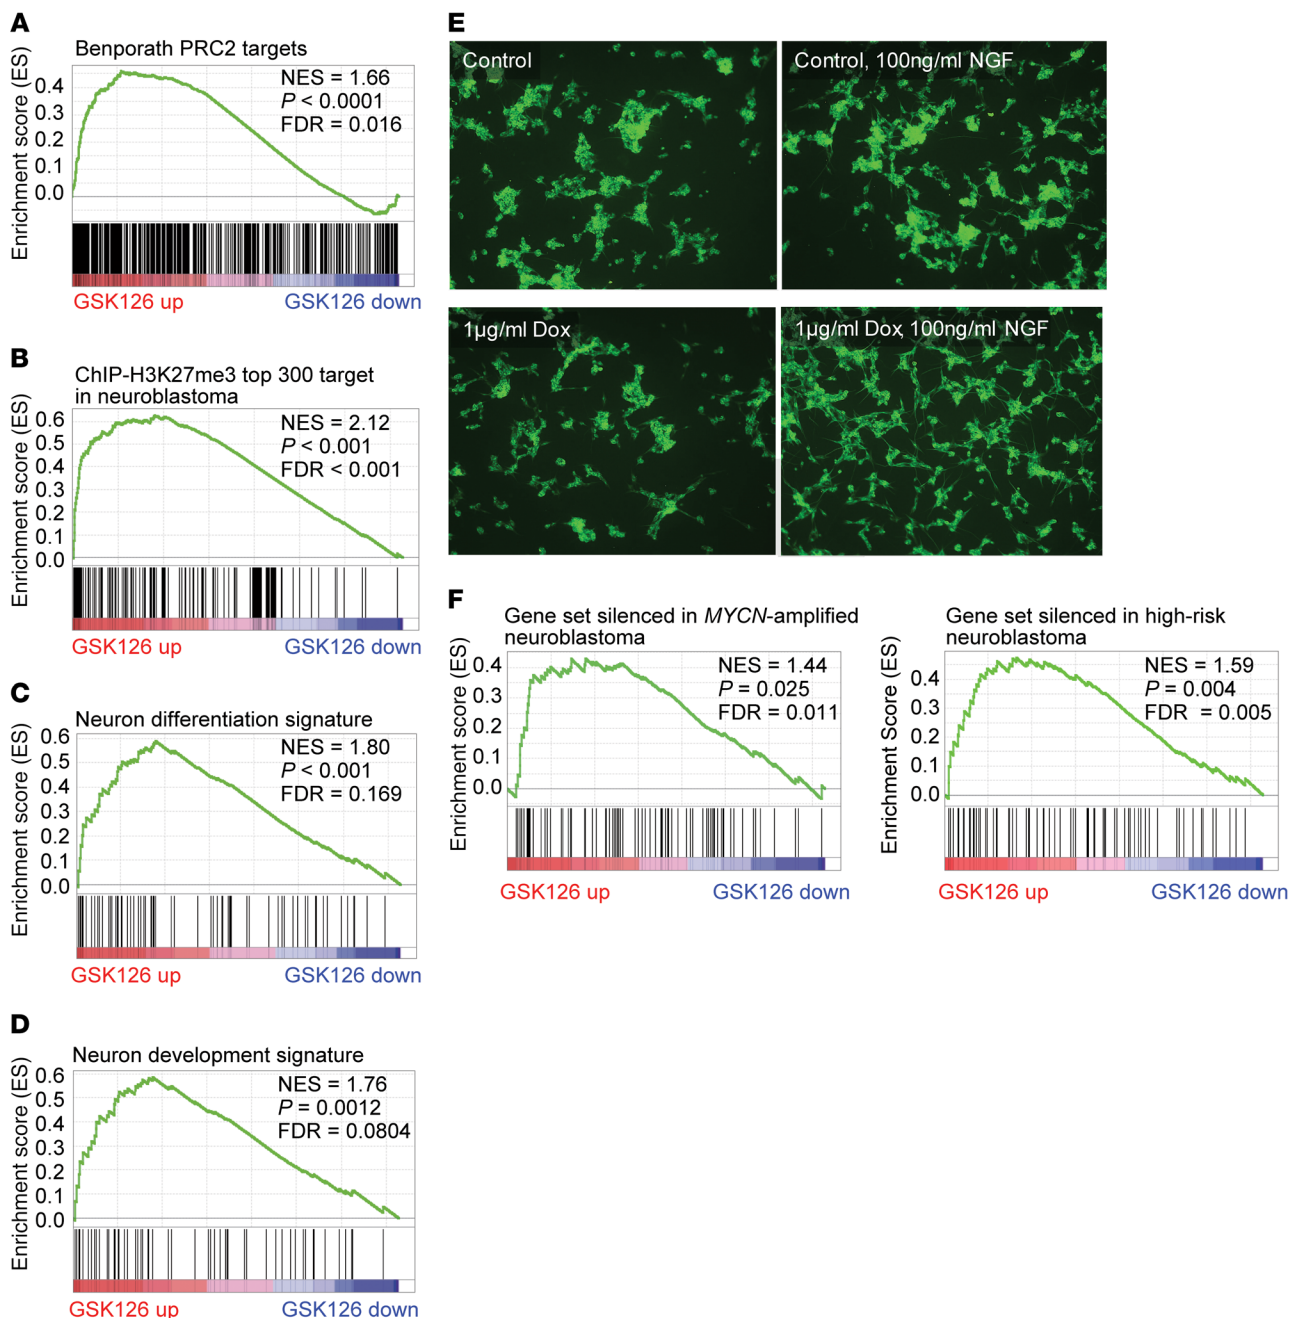 A
Benporath PRC2 targets
Enrichment score (ES)
0.4
0.3
0.2
0.1
0.0
NES = 1.66
P < 0.0001
FDR = 0.016
GSK126 up
GSK126 down
B
ChIP-H3K27me3 top 300 target
in neuroblastoma
Enrichment score (ES)
0.6
0.5
0.4
0.3
0.2
0.1
0.0
NES = 2.12
P < 0.001
FDR < 0.001
GSK126 up
GSK126 down
C
Neuron differentiation signature
Enrichment score (ES)
0.6
0.5
0.4
0.3
0.2
0.1
0.0
NES = 1.80
P < 0.001
FDR = 0.169
GSK126 up
GSK126 down
D
Neuron development signature
Enrichment score (ES)
0.6
0.5
0.4
0.3
0.2
0.1
0.0
NES = 1.76
P = 0.0012
FDR = 0.0804
GSK126 up
GSK126 down
E
Control
Control, 100ng/ml NGF
1µg/ml Dox
1µg/ml Dox, 100ng/ml NGF
F
Gene set silenced in MYCN-amplified
neuroblastoma
Enrichment score (ES)
0.4
0.3
0.2
0.1
0.0
NES = 1.44
P = 0.025
FDR = 0.011
GSK126 up
GSK126 down
Gene set silenced in high-risk
neuroblastoma
Enrichment Score (ES)
0.4
0.3
0.2
0.1
0.0
NES = 1.59
P = 0.004
FDR = 0.005
GSK126 up
GSK126 down